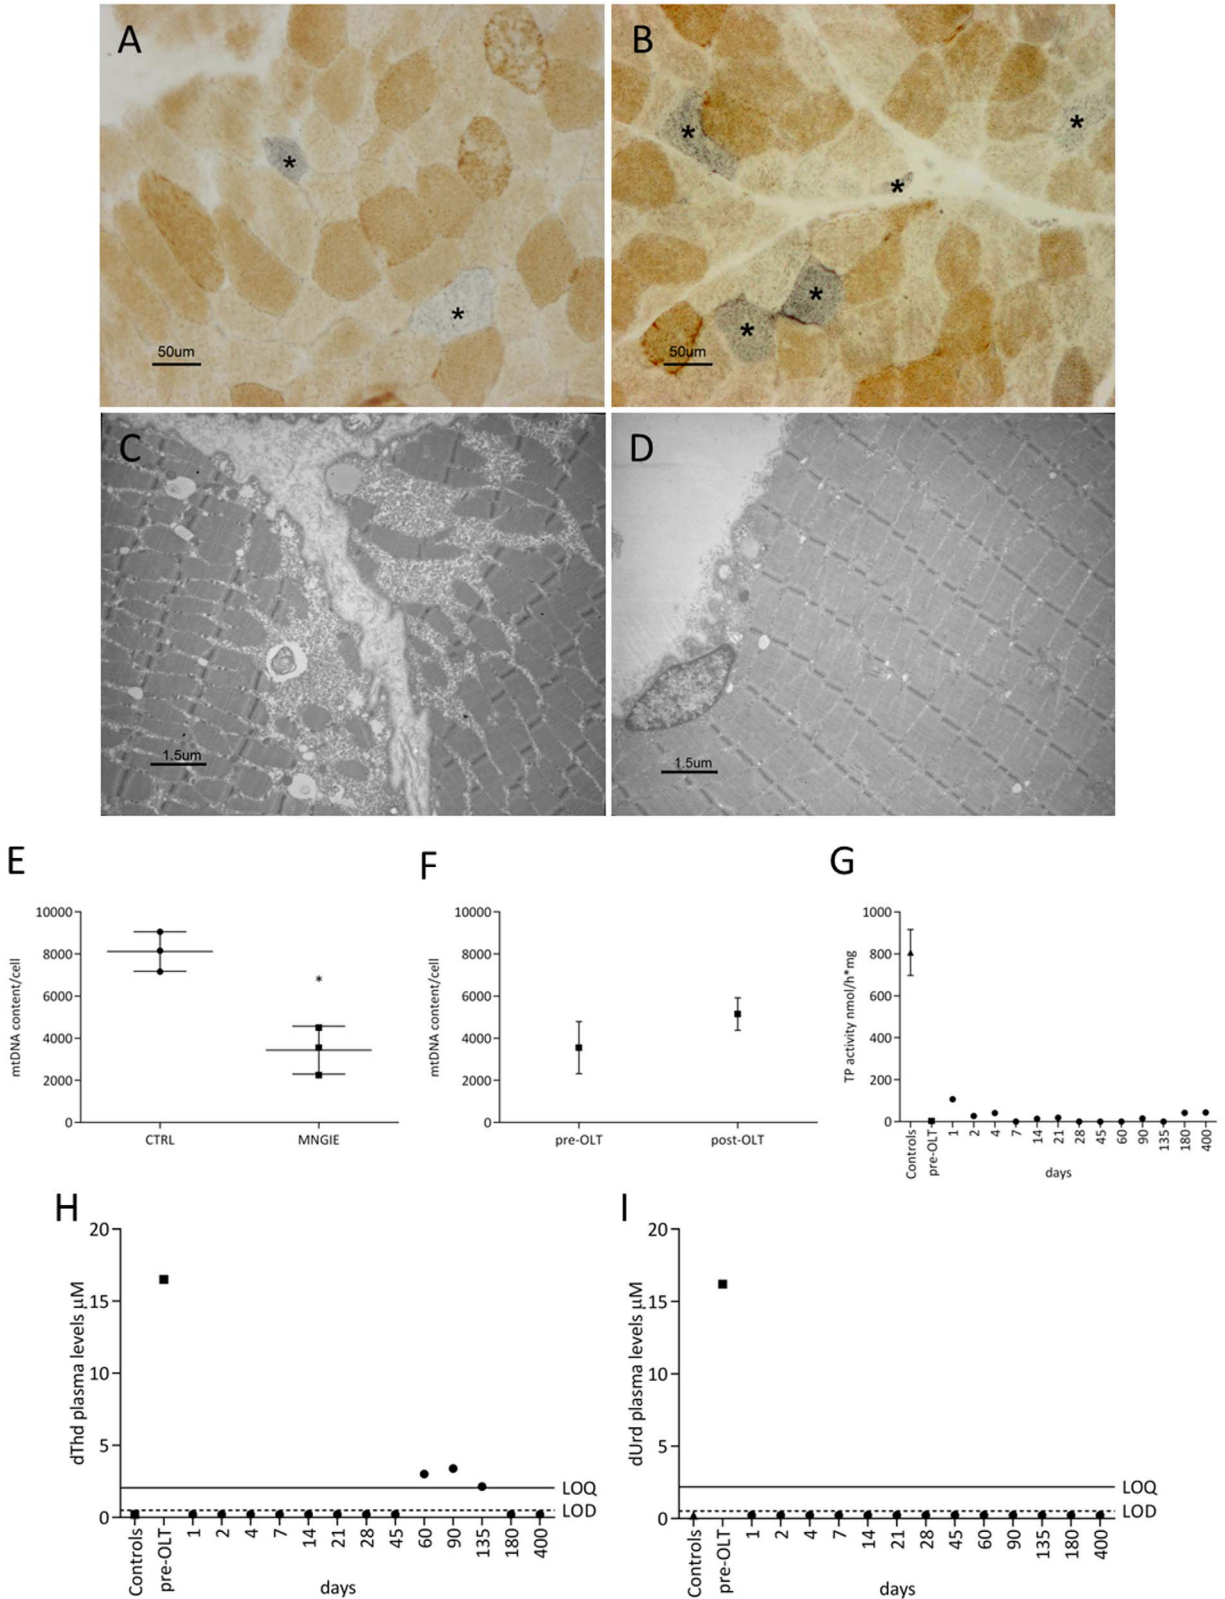 A
B
*
*
*
*
*
*
*
50um
50um
C
D
1.5um
1.5um
E
F
G
10000
8000
6000
4000
2000
0
mtDNA content/cell
*
CTRL
MNGIE
10000
8000
6000
4000
2000
0
mtDNA content/cell
pre-OLT
post-OLT
1000
800
600
400
200
0
TP activity nmol/h*mg
Controls
pre-OLT
1
2
4
7
14
21
28
45
60
90
135
180
400
days
H
I
20
15
10
5
0
dThd plasma levels µM
LOQ
LOD
Controls
pre-OLT
1
2
4
7
14
21
28
45
60
90
135
180
400
days
20
15
10
5
0
dUrd plasma levels µM
LOQ
LOD
Controls
pre-OLT
1
2
4
7
14
21
28
45
60
90
135
180
400
days